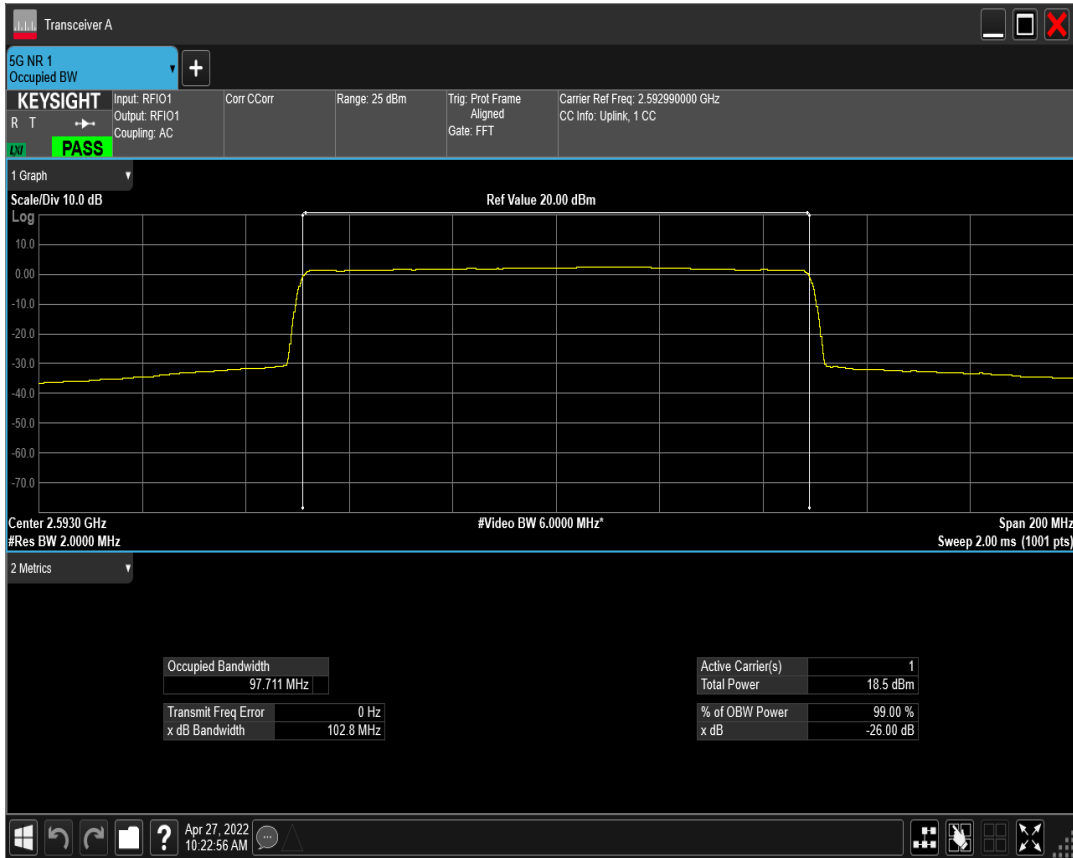 Transceiver A
5G NR 1
Occupied BW
+
KEYSIGHT
R T
LXI
PASS
Input: RFIO1
Output: RFIO1
Coupling: AC
Corr CCorr
Range: 25 dBm
Trig: Prot Frame
Aligned
Gate: FFT
Carrier Ref Freq: 2.592990000 GHz
CC Info: Uplink, 1 CC
1 Graph
Scale/Div 10.0 dB
Ref Value 20.00 dBm
Log
10.0
0.00
-10.0
-20.0
-30.0
-40.0
-50.0
-60.0
-70.0
Center 2.5930 GHz
#Video BW 6.0000 MHz*
Span 200 MHz
#Res BW 2.0000 MHz
Sweep 2.00 ms (1001 pts)
2 Metrics
Occupied Bandwidth
97.711 MHz
Transmit Freq Error 0 Hz
x dB Bandwidth 102.8 MHz
Active Carrier(s) 1
Total Power 18.5 dBm
% of OBW Power 99.00 %
x dB -26.00 dB
?
Apr 27, 2022
10:22:56 AM